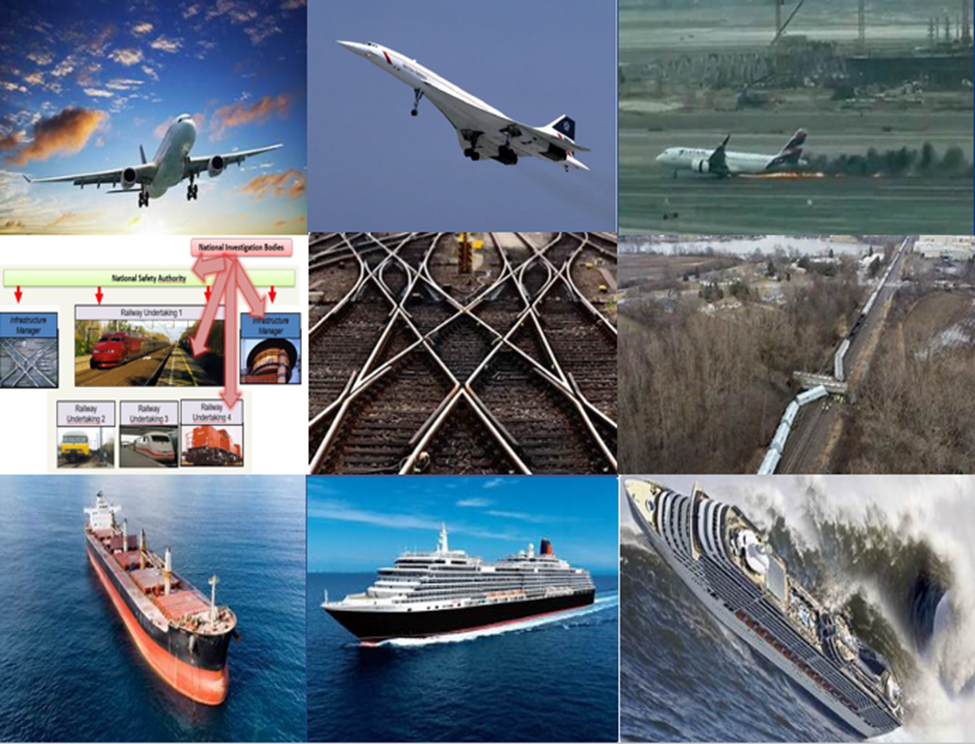 National Investigation Bodies
National Safety Authority
Infrastructure
Manager
Railway Undertaking 1
Infrastructure
Manager
Railway
Undertaking 2
Railway
Undertaking 3
Railway
Undertaking 4